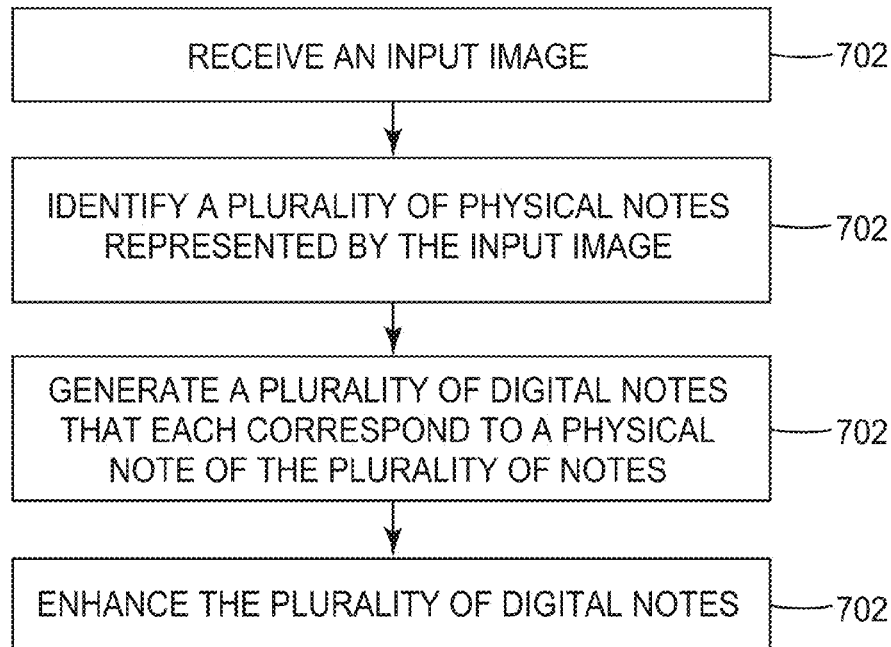 RECEIVE AN INPUT IMAGE
702
IDENTIFY A PLURALITY OF PHYSICAL NOTES
REPRESENTED BY THE INPUT IMAGE
702
GENERATE A PLURALITY OF DIGITAL NOTES
THAT EACH CORRESPOND TO A PHYSICAL
NOTE OF THE PLURALITY OF NOTES
702
ENHANCE THE PLURALITY OF DIGITAL NOTES
702